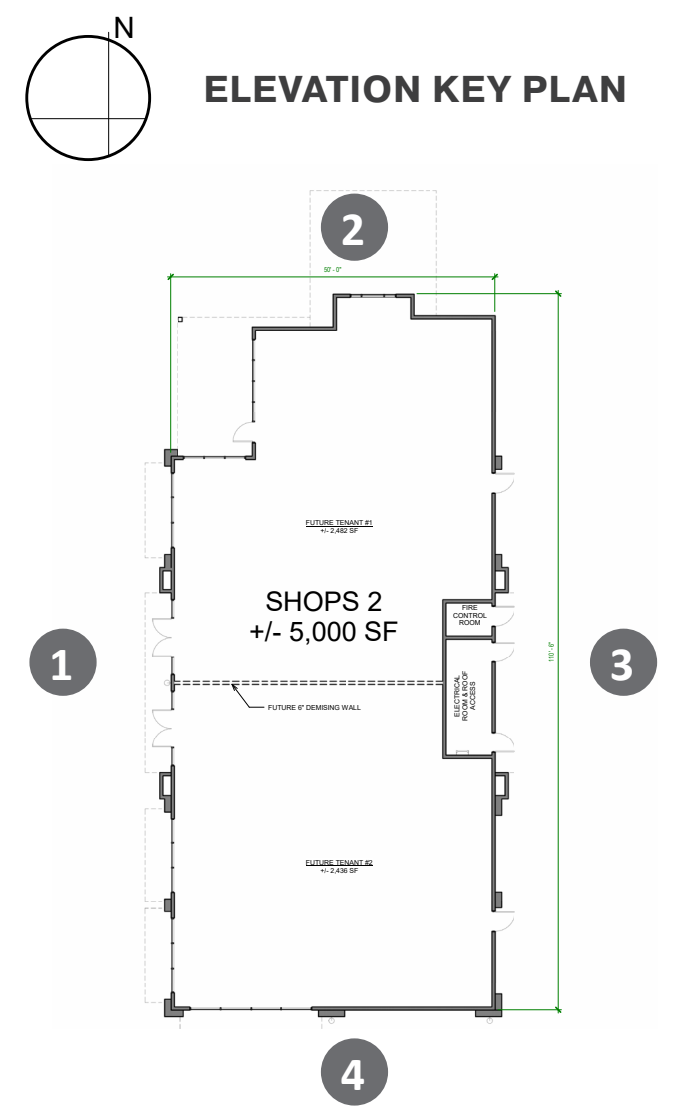 N
ELEVATION KEY PLAN
2
50' - 0"
FUTURE TENANT #1
+/- 2,482 SF
SHOPS 2
+/- 5,000 SF
FIRE
CONTROL
ROOM
1
3
110' - 6"
ELECTRICAL
ROOM & ROOF
ACCESS
FUTURE 6" DEMISING WALL
FUTURE TENANT #2
+/- 2,436 SF
4